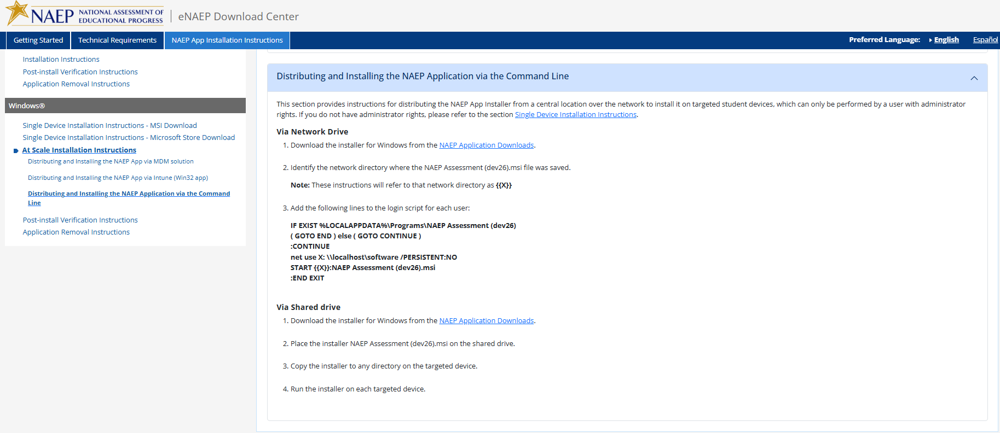 NAEP NATIONAL ASSESSMENT OF
EDUCATIONAL PROGRESS
eNAEP Download Center
Getting Started
Technical Requirements
NAEP App Installation Instructions
Preferred Language:
English
Español
Installation Instructions
Post-install Verification Instructions
Application Removal Instructions
Windows®
Single Device Installation Instructions - MSI Download
Single Device Installation Instructions - Microsoft Store Download
At Scale Installation Instructions
Distributing and Installing the NAEP App via MDM solution
Distributing and Installing the NAEP App via Intune (Win32 app)
Distributing and Installing the NAEP Application via the Command
Line
Post-install Verification Instructions
Application Removal Instructions
Distributing and Installing the NAEP Application via the Command Line
This section provides instructions for distributing the NAEP App Installer from a central location over the network to install it on targeted student devices, which can only be performed by a user with administrator
rights. If you do not have administrator rights, please refer to the section Single Device Installation Instructions.
Via Network Drive
1. Download the installer for Windows from the NAEP Application Downloads.
2. Identify the network directory where the NAEP Assessment (dev26).msi file was saved.
Note: These instructions will refer to that network directory as {{X}}
3. Add the following lines to the login script for each user:
IF EXIST %LOCALAPPDATA%\Programs\NAEP Assessment (dev26)
( GOTO END ) else ( GOTO CONTINUE )
:CONTINUE
net use X: \\localhost\software /PERSISTENT:NO
START {{X}}:NAEP Assessment (dev26).msi
:END EXIT
Via Shared drive
1. Download the installer for Windows from the NAEP Application Downloads.
2. Place the installer NAEP Assessment (dev26).msi on the shared drive.
3. Copy the installer to any directory on the targeted device.
4. Run the installer on each targeted device.